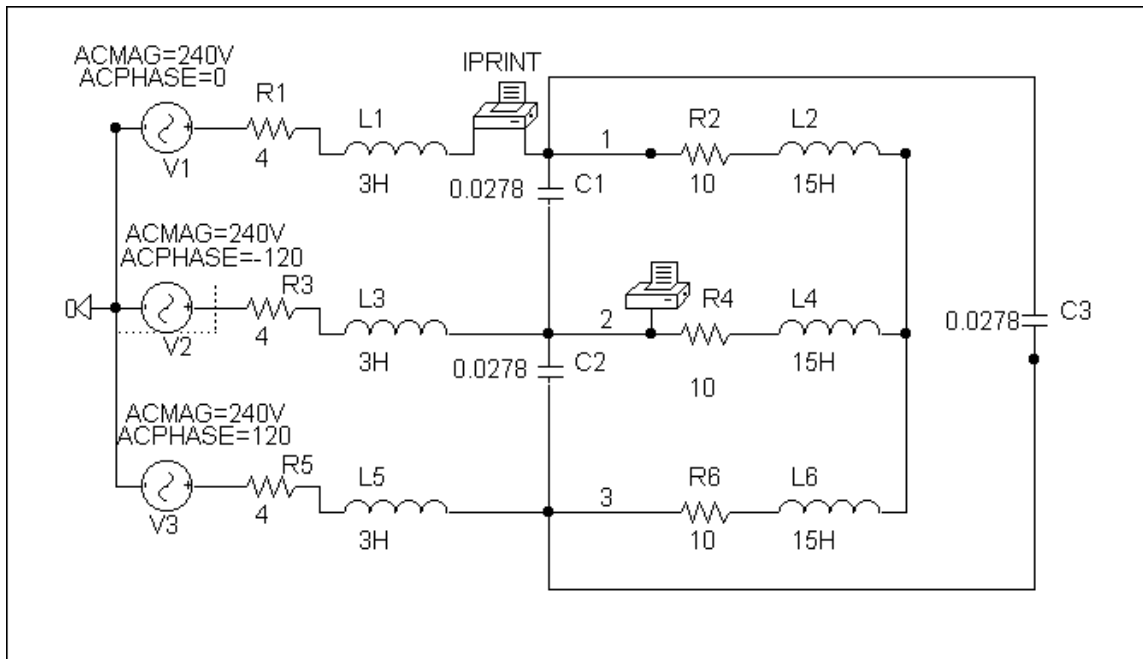 ACMAG=240V
ACPHASE=0
R1
4
V1
L1
3H
IPRINT
0.0278
C1
1
R2
10
L2
15H
ACMAG=240V
ACPHASE=-120
0
R3
4
V2
L3
3H
0.0278
C2
2
R4
10
L4
15H
0.0278
C3
ACMAG=240V
ACPHASE=120
R5
4
V3
L5
3H
3
R6
10
L6
15H